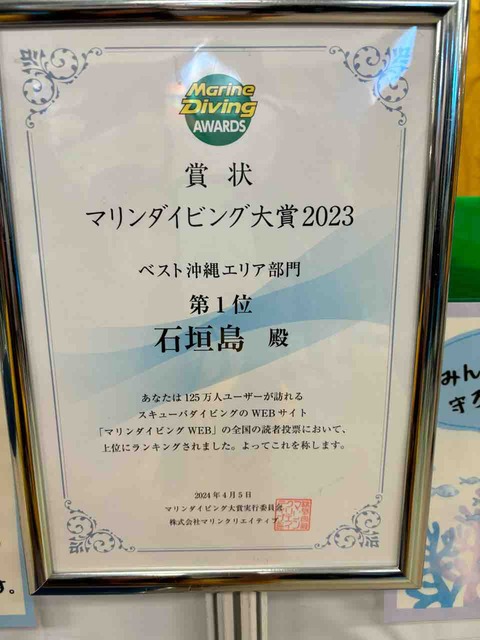 Marine
Diving
AWARDS
賞状
マリンダイビング大賞2023
ベスト沖縄エリア部門
第1位
石垣島 殿
あなたは125万人ユーザーが訪れる
スキューバダイビングのWEBサイト
「マリンダイビングWEB」の全国の読者投票において、
上位にランキングされました。よってこれを称します。
2024年4月5日
マリンダイビング大賞実行委員会
株式会社マリンクリエイティブ
みん
守ろ
す。